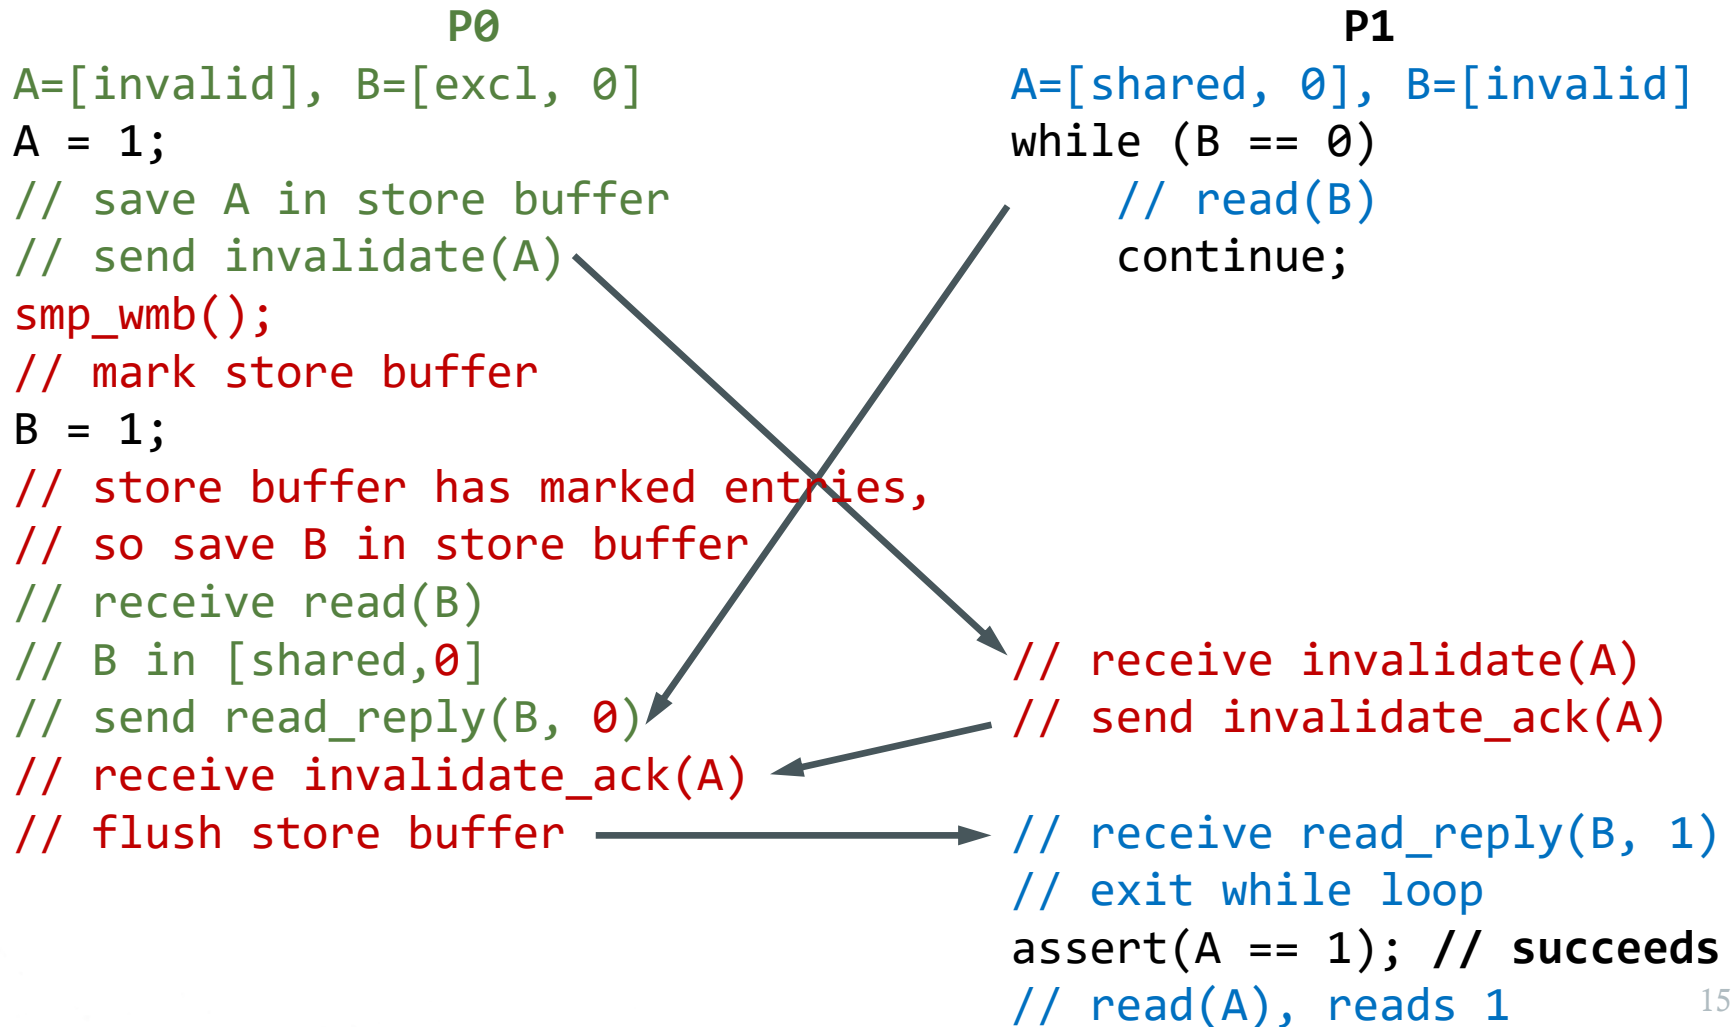 P0
A=[invalid], B=[excl, 0]
A = 1;
// save A in store buffer
// send invalidate(A)
smp_wmb();
// mark store buffer
B = 1;
// store buffer has marked entries,
// so save B in store buffer
// receive read(B)
// B in [shared,0]
// send read_reply(B, 0)
// receive invalidate_ack(A)
// flush store buffer
P1
A=[shared, 0], B=[invalid]
while (B == 0)
    // read(B)
    continue;
// receive invalidate(A)
// send invalidate_ack(A)
// receive read_reply(B, 1)
// exit while loop
assert(A == 1); // succeeds
// read(A), reads 1
15